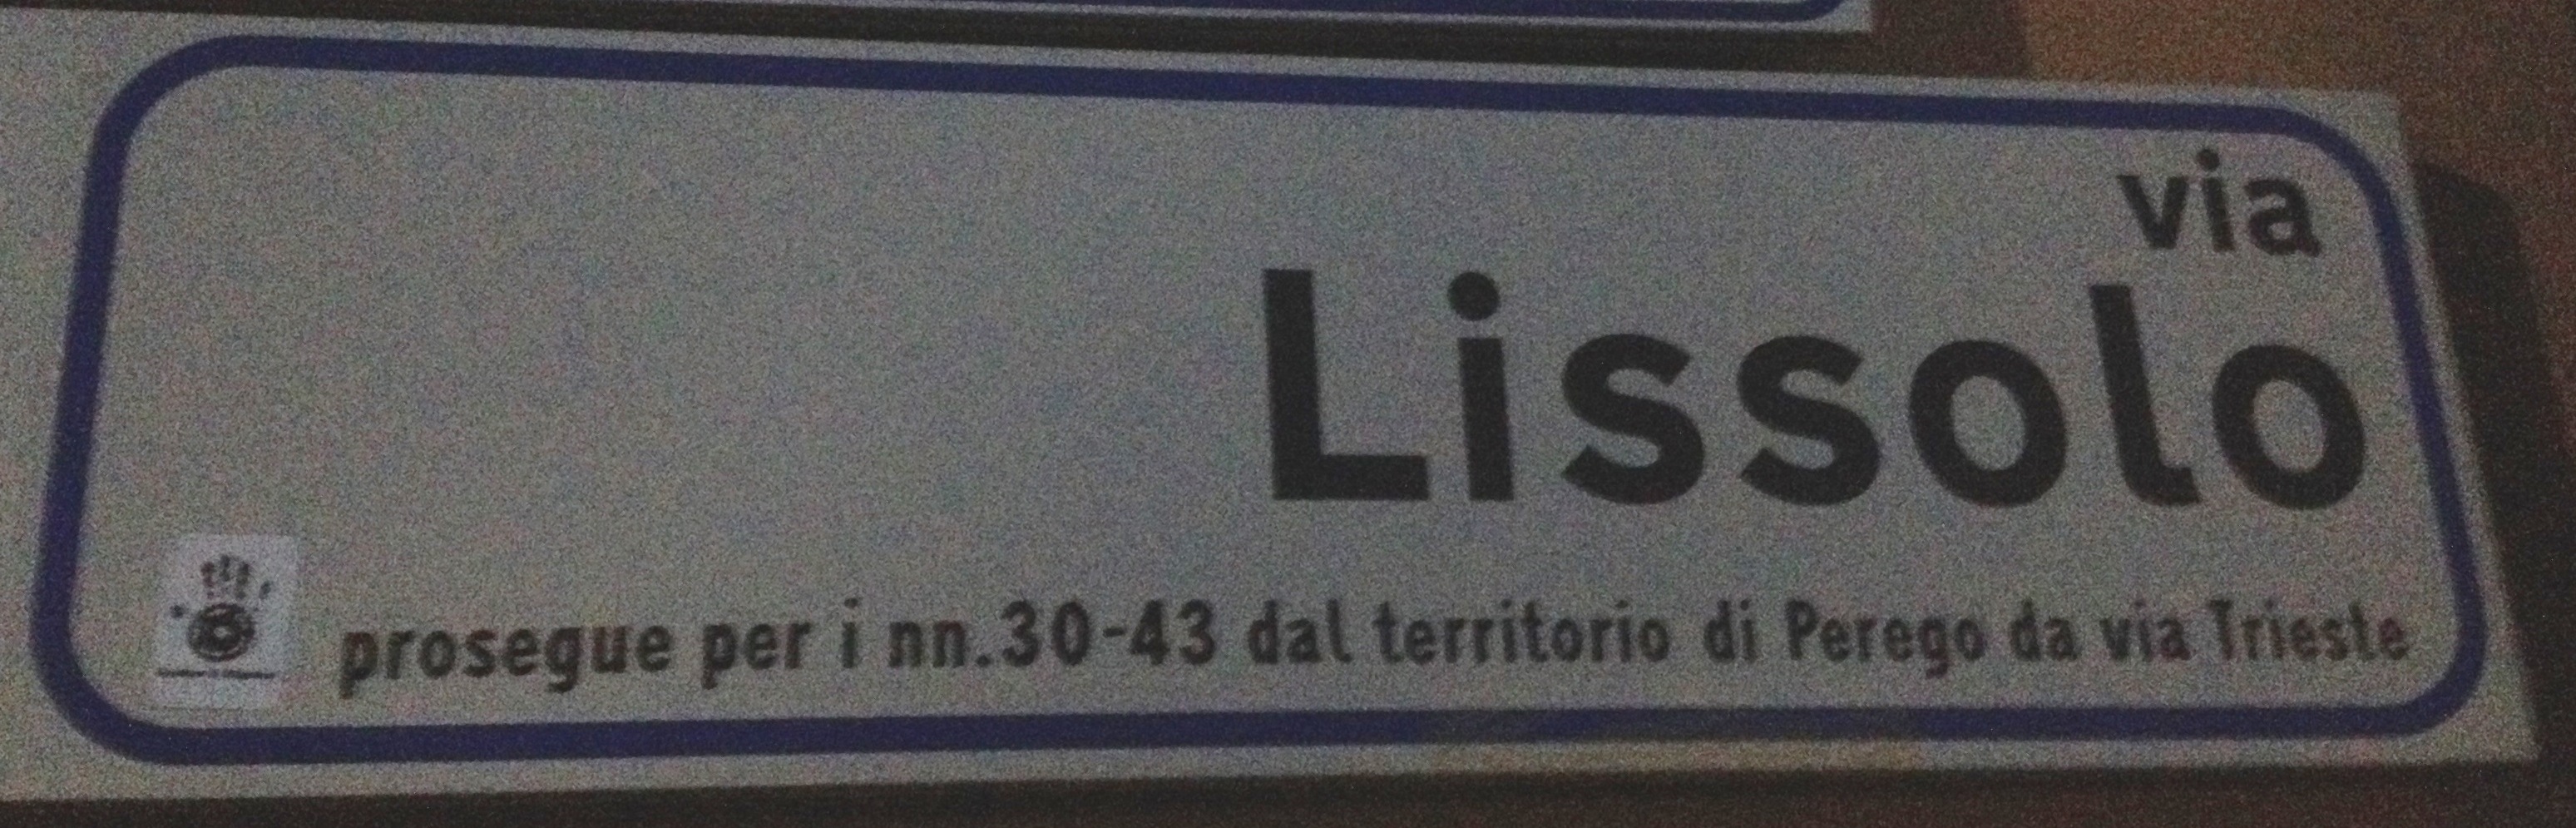 via
Lissolo
prosegue per i nn.30-43 dal territorio di Perego da via Trieste